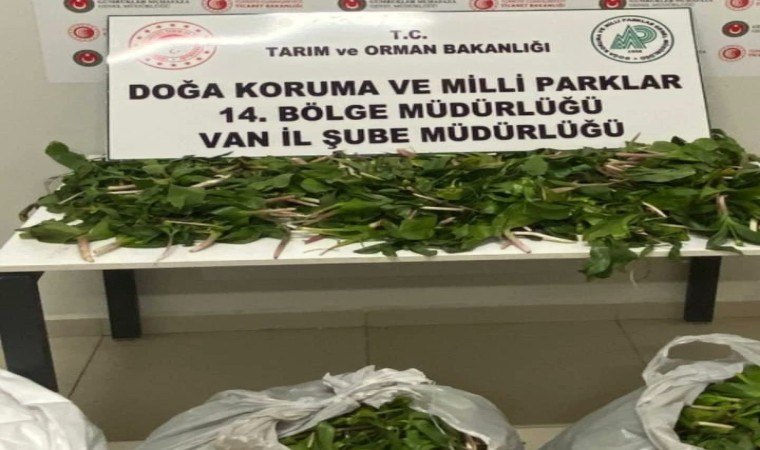 T.C.
TARIM ve ORMAN BAKANLIĞI
DOĞA KORUMA VE MİLLİ PARKLAR
14. BÖLGE MÜDÜRLÜĞÜ
VAN İL ŞUBE MÜDÜRLÜĞÜ